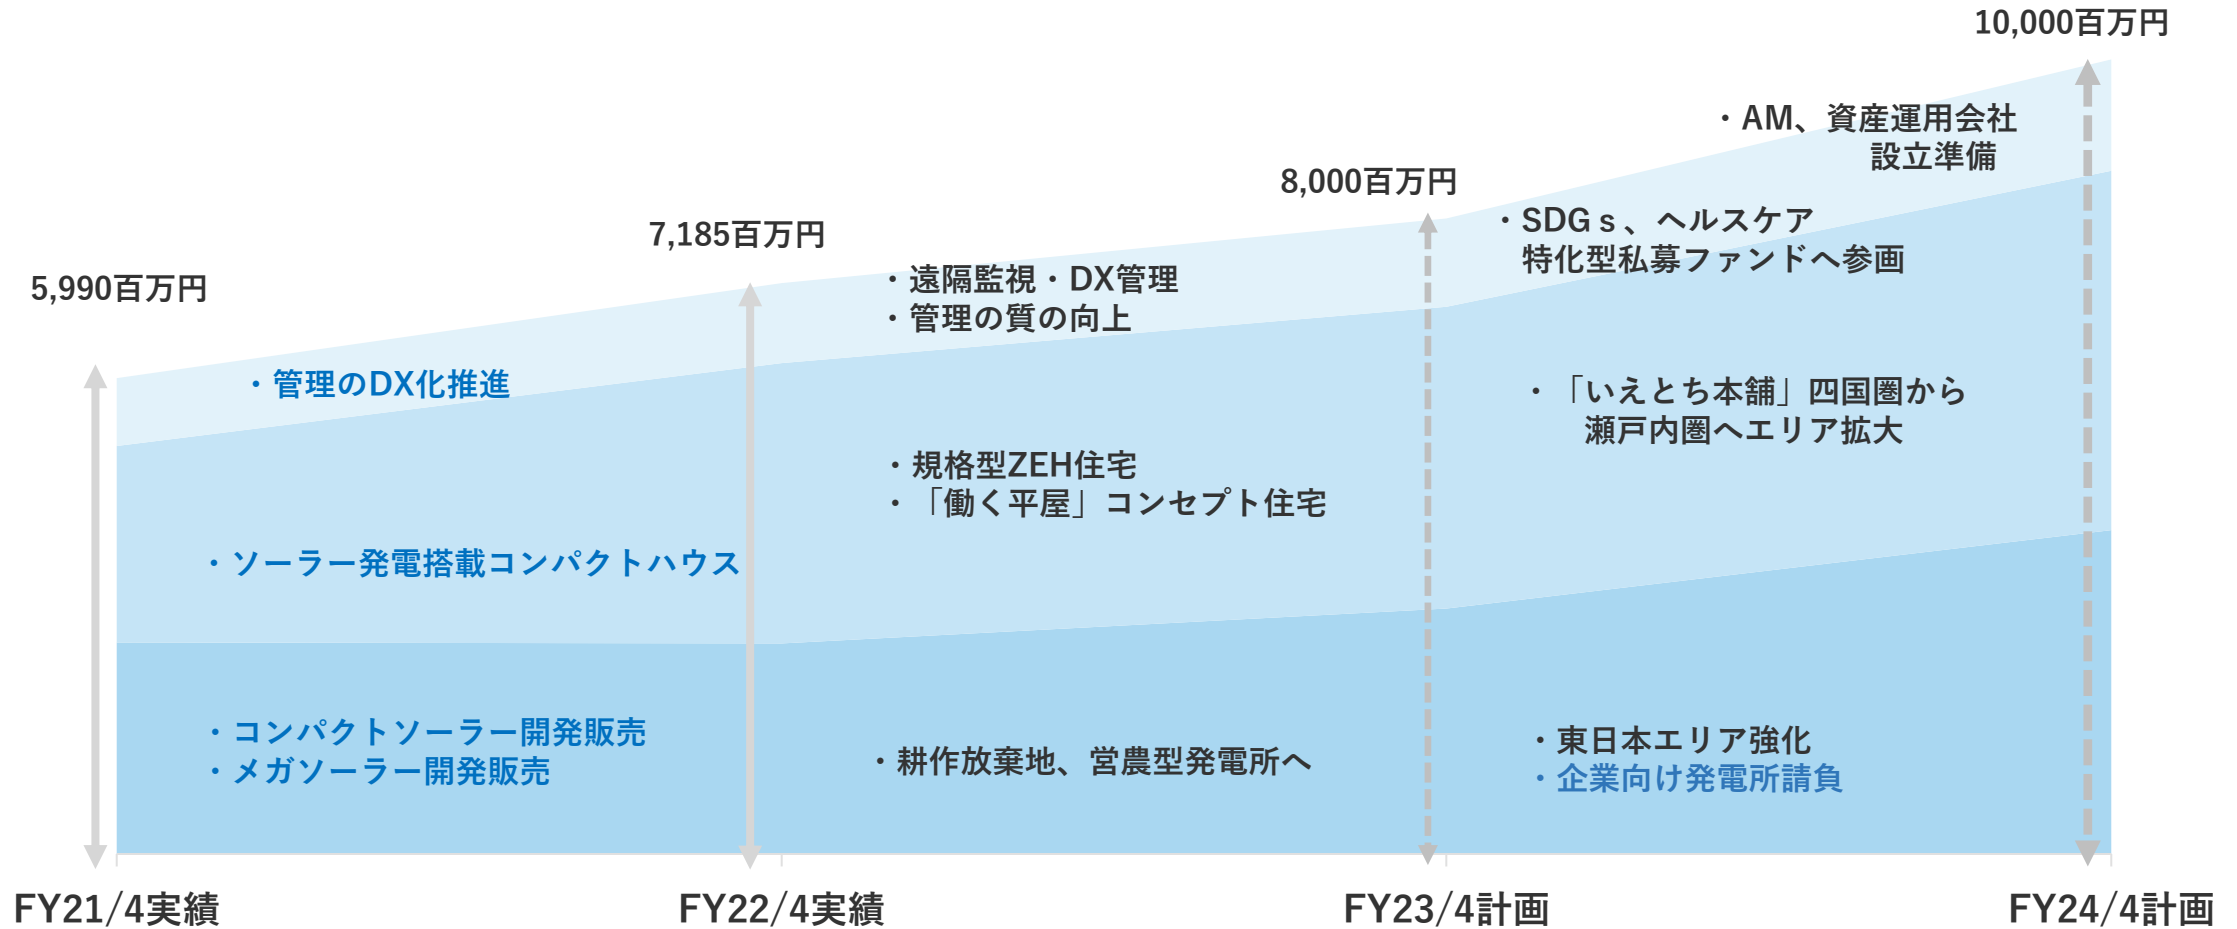 10,000百万円
・AM、資産運用会社
設立準備
8,000百万円
・SDGｓ、ヘルスケア
特化型私募ファンドへ参画
7,185百万円
・遠隔監視・DX管理
・管理の質の向上
5,990百万円
・管理のDX化推進
・「いえとち本舗」四国圏から
瀬戸内圏へエリア拡大
・規格型ZEH住宅
・「働く平屋」コンセプト住宅
・ソーラー発電搭載コンパクトハウス
・コンパクトソーラー開発販売
・メガソーラー開発販売
・耕作放棄地、営農型発電所へ
・東日本エリア強化
・企業向け発電所請負
FY21/4実績
FY22/4実績
FY23/4計画
FY24/4計画